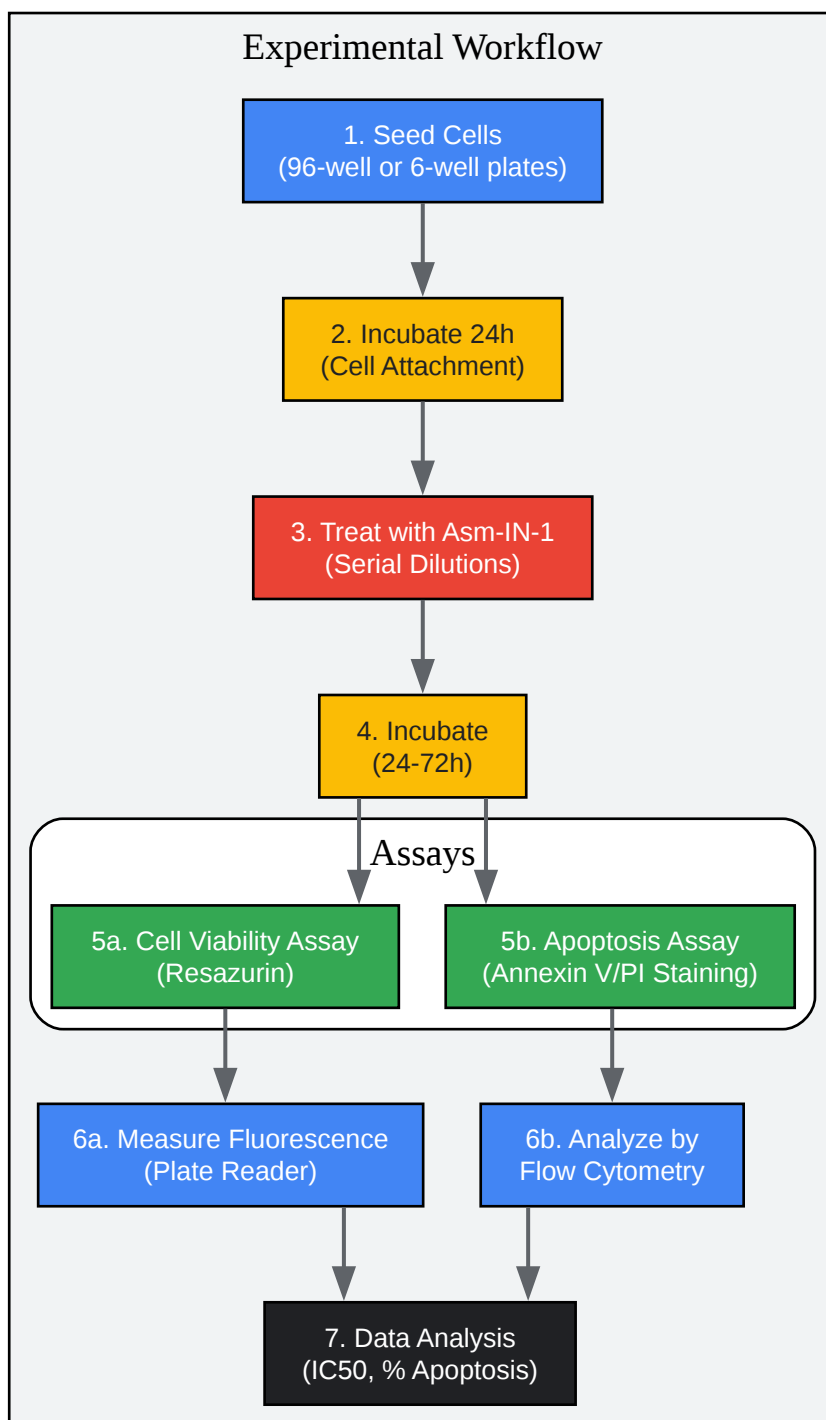 Experimental Workflow
1. Seed Cells
(96-well or 6-well plates)
2. Incubate 24h
(Cell Attachment)
3. Treat with Asm-IN-1
(Serial Dilutions)
4. Incubate
(24-72h)
Assays
5a. Cell Viability Assay
(Resazurin)
5b. Apoptosis Assay
(Annexin V/PI Staining)
6a. Measure Fluorescence
(Plate Reader)
6b. Analyze by
Flow Cytometry
7. Data Analysis
(IC50, % Apoptosis)